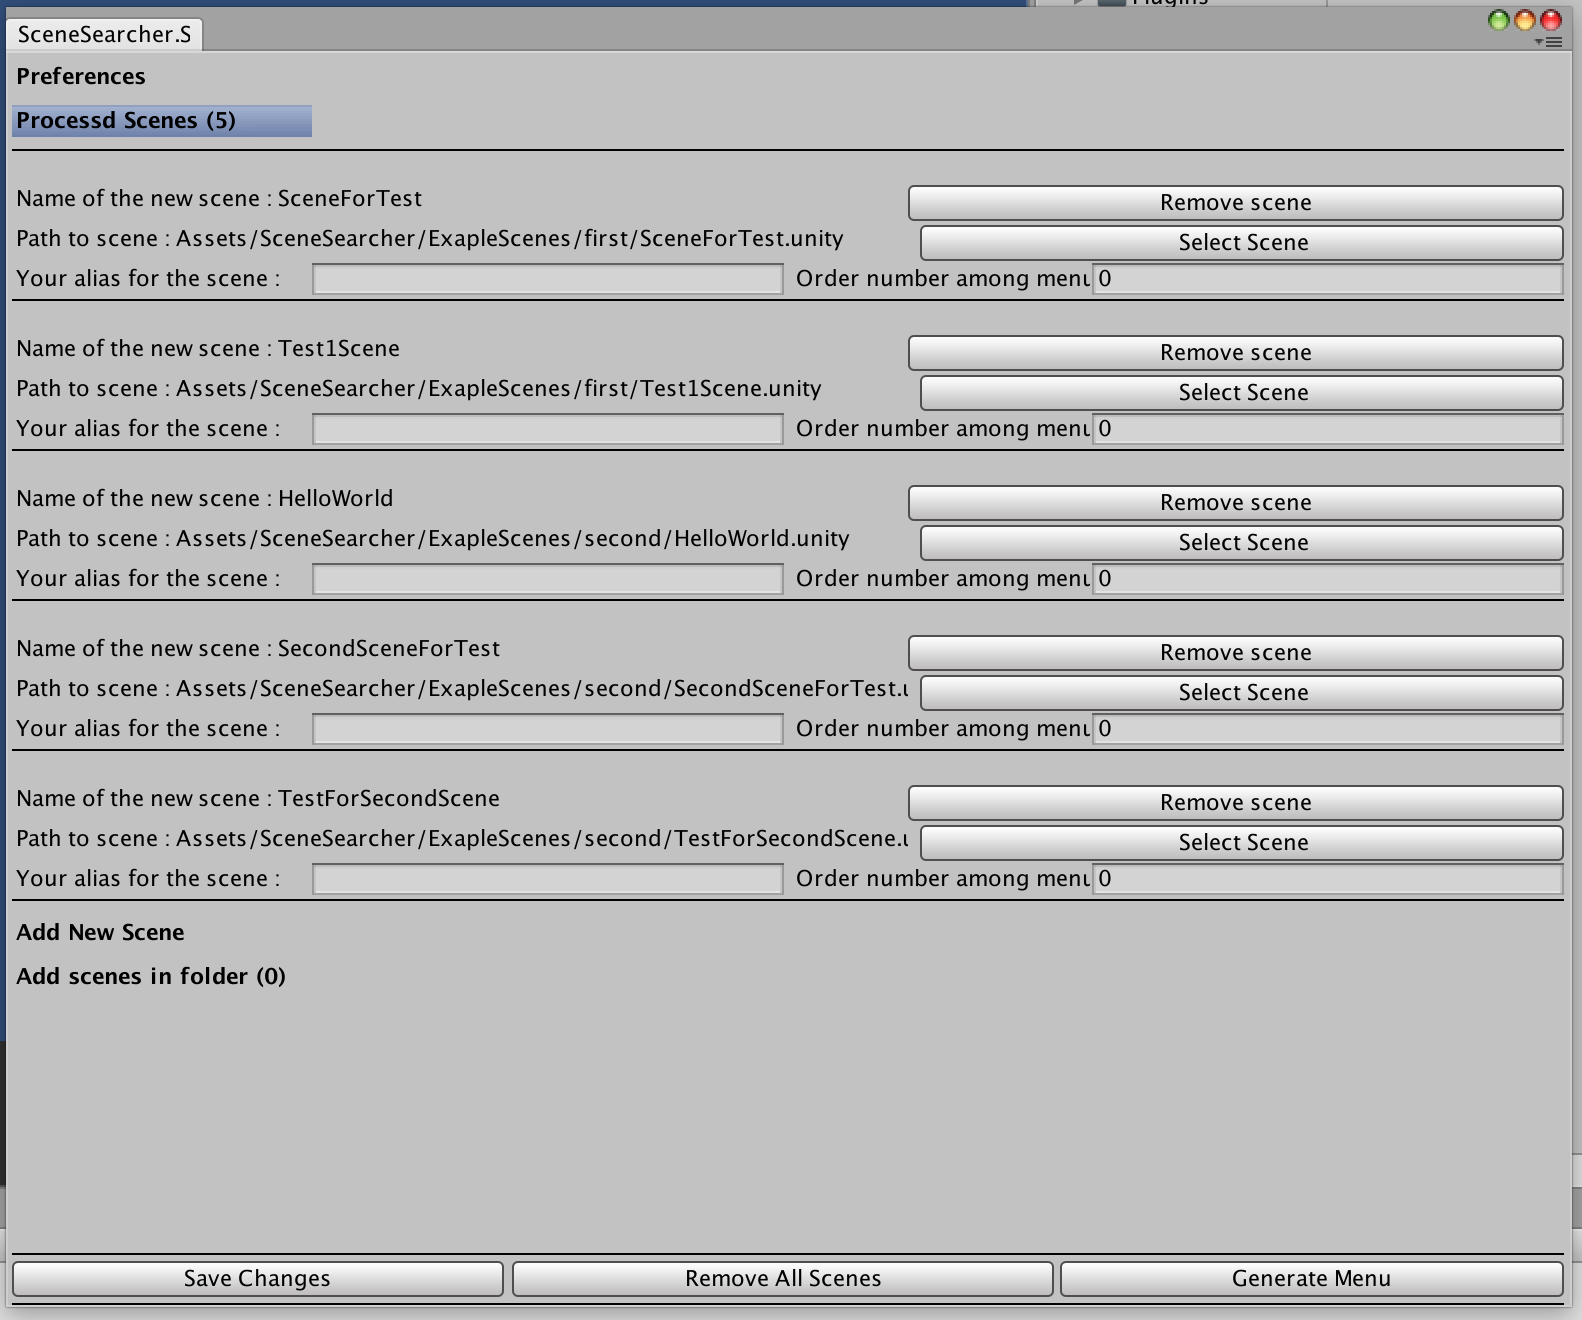 Plugins
SceneSearcher.S
Preferences
Processd Scenes (5)
Name of the new scene : SceneForTest
Remove scene
Path to scene : Assets/SceneSearcher/ExapleScenes/first/SceneForTest.unity
Select Scene
Your alias for the scene :
Order number among menu 0
Name of the new scene : Test1Scene
Remove scene
Path to scene : Assets/SceneSearcher/ExapleScenes/first/Test1Scene.unity
Select Scene
Your alias for the scene :
Order number among menu 0
Name of the new scene : HelloWorld
Remove scene
Path to scene : Assets/SceneSearcher/ExapleScenes/second/HelloWorld.unity
Select Scene
Your alias for the scene :
Order number among menu 0
Name of the new scene : SecondSceneForTest
Remove scene
Path to scene : Assets/SceneSearcher/ExapleScenes/second/SecondSceneForTest.u
Select Scene
Your alias for the scene :
Order number among menu 0
Name of the new scene : TestForSecondScene
Remove scene
Path to scene : Assets/SceneSearcher/ExapleScenes/second/TestForSecondScene.u
Select Scene
Your alias for the scene :
Order number among menu 0
Add New Scene
Add scenes in folder (0)
Save Changes
Remove All Scenes
Generate Menu